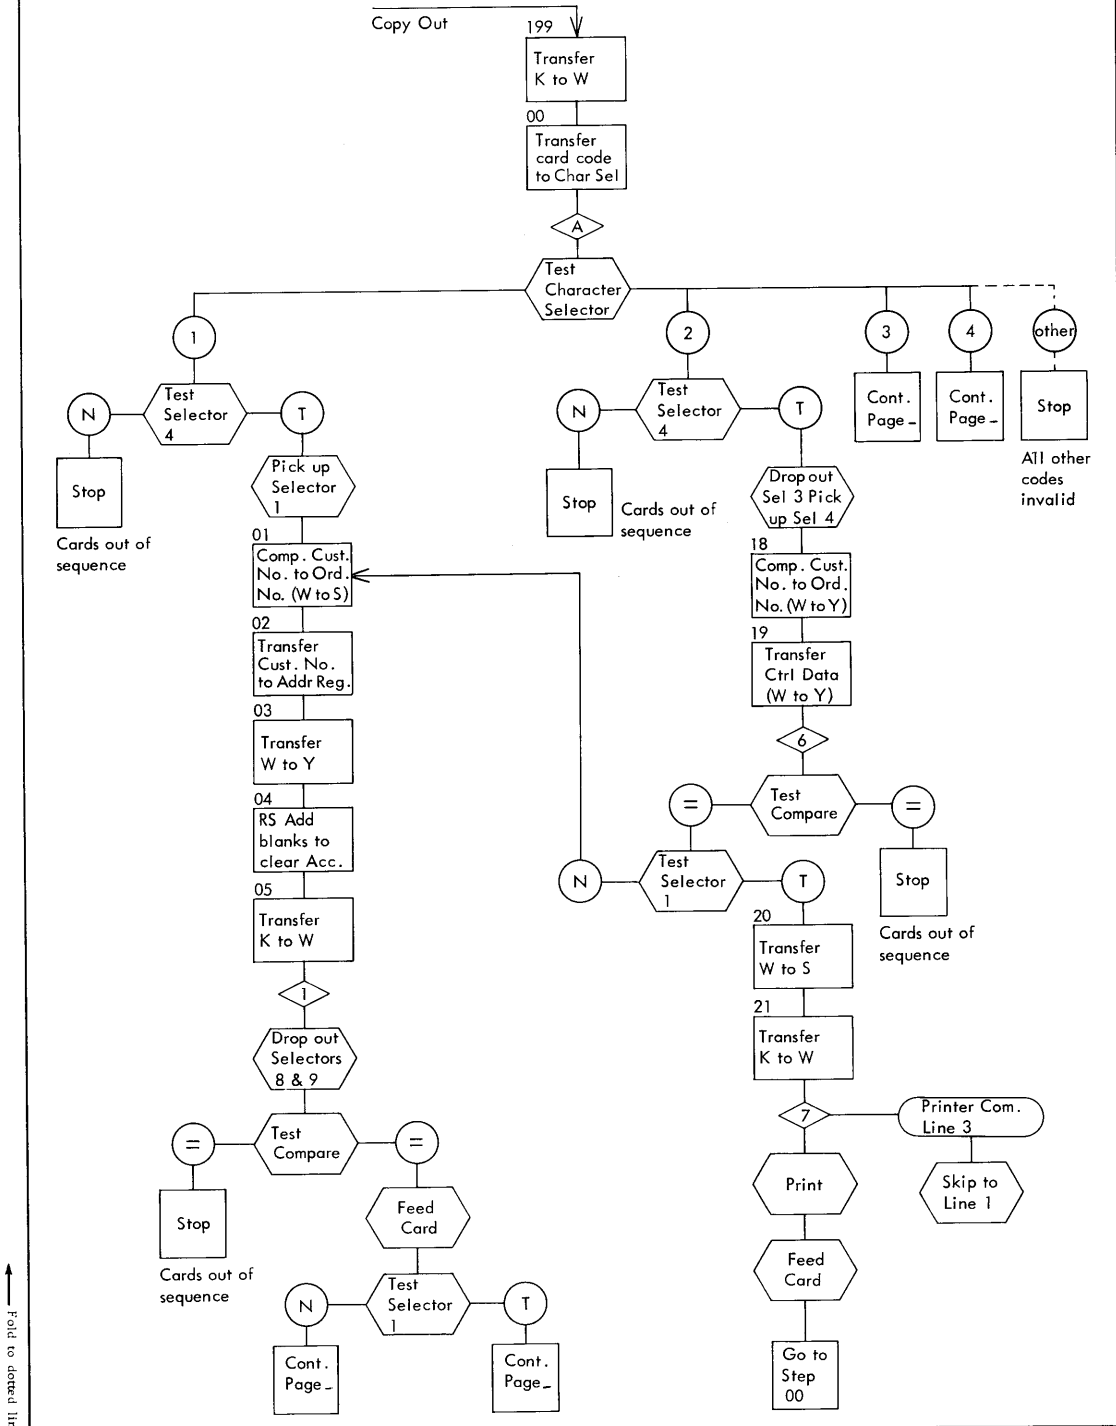 Copy Out
199
Transfer
K to W
00
Transfer
card code
to Char Sel
A
Test
Character
Selector
1
2
3
4
other
N
Test
Selector
4
T
Stop
Cards out of
sequence
Pick up
Selector
1
01
Comp. Cust.
No. to Ord.
No. (W to S)
02
Transfer
Cust. No.
to Addr Reg.
03
Transfer
W to Y
04
RS Add
blanks to
clear Acc.
05
Transfer
K to W
1
Drop out
Selectors
8 & 9
=
Test
Compare
=
Stop
Cards out of
sequence
Feed
Card
N
Test
Selector
1
T
Cont.
Page_
Cont.
Page_
N
Test
Selector
4
T
Stop
Cards out of
sequence
Drop out
Sel 3 Pick
up Sel 4
18
Comp. Cust.
No. to Ord.
No. (W to Y)
19
Transfer
Ctrl Data
(W to Y)
6
=
Test
Compare
=
N
Test
Selector
1
T
Stop
Cards out of
sequence
20
Transfer
W to S
21
Transfer
K to W
7
Printer Com.
Line 3
Skip to
Line 1
Print
Feed
Card
Go to
Step
00
Cont.
Page_
Cont.
Page_
Stop
All other
codes
invalid
Fold to dotted